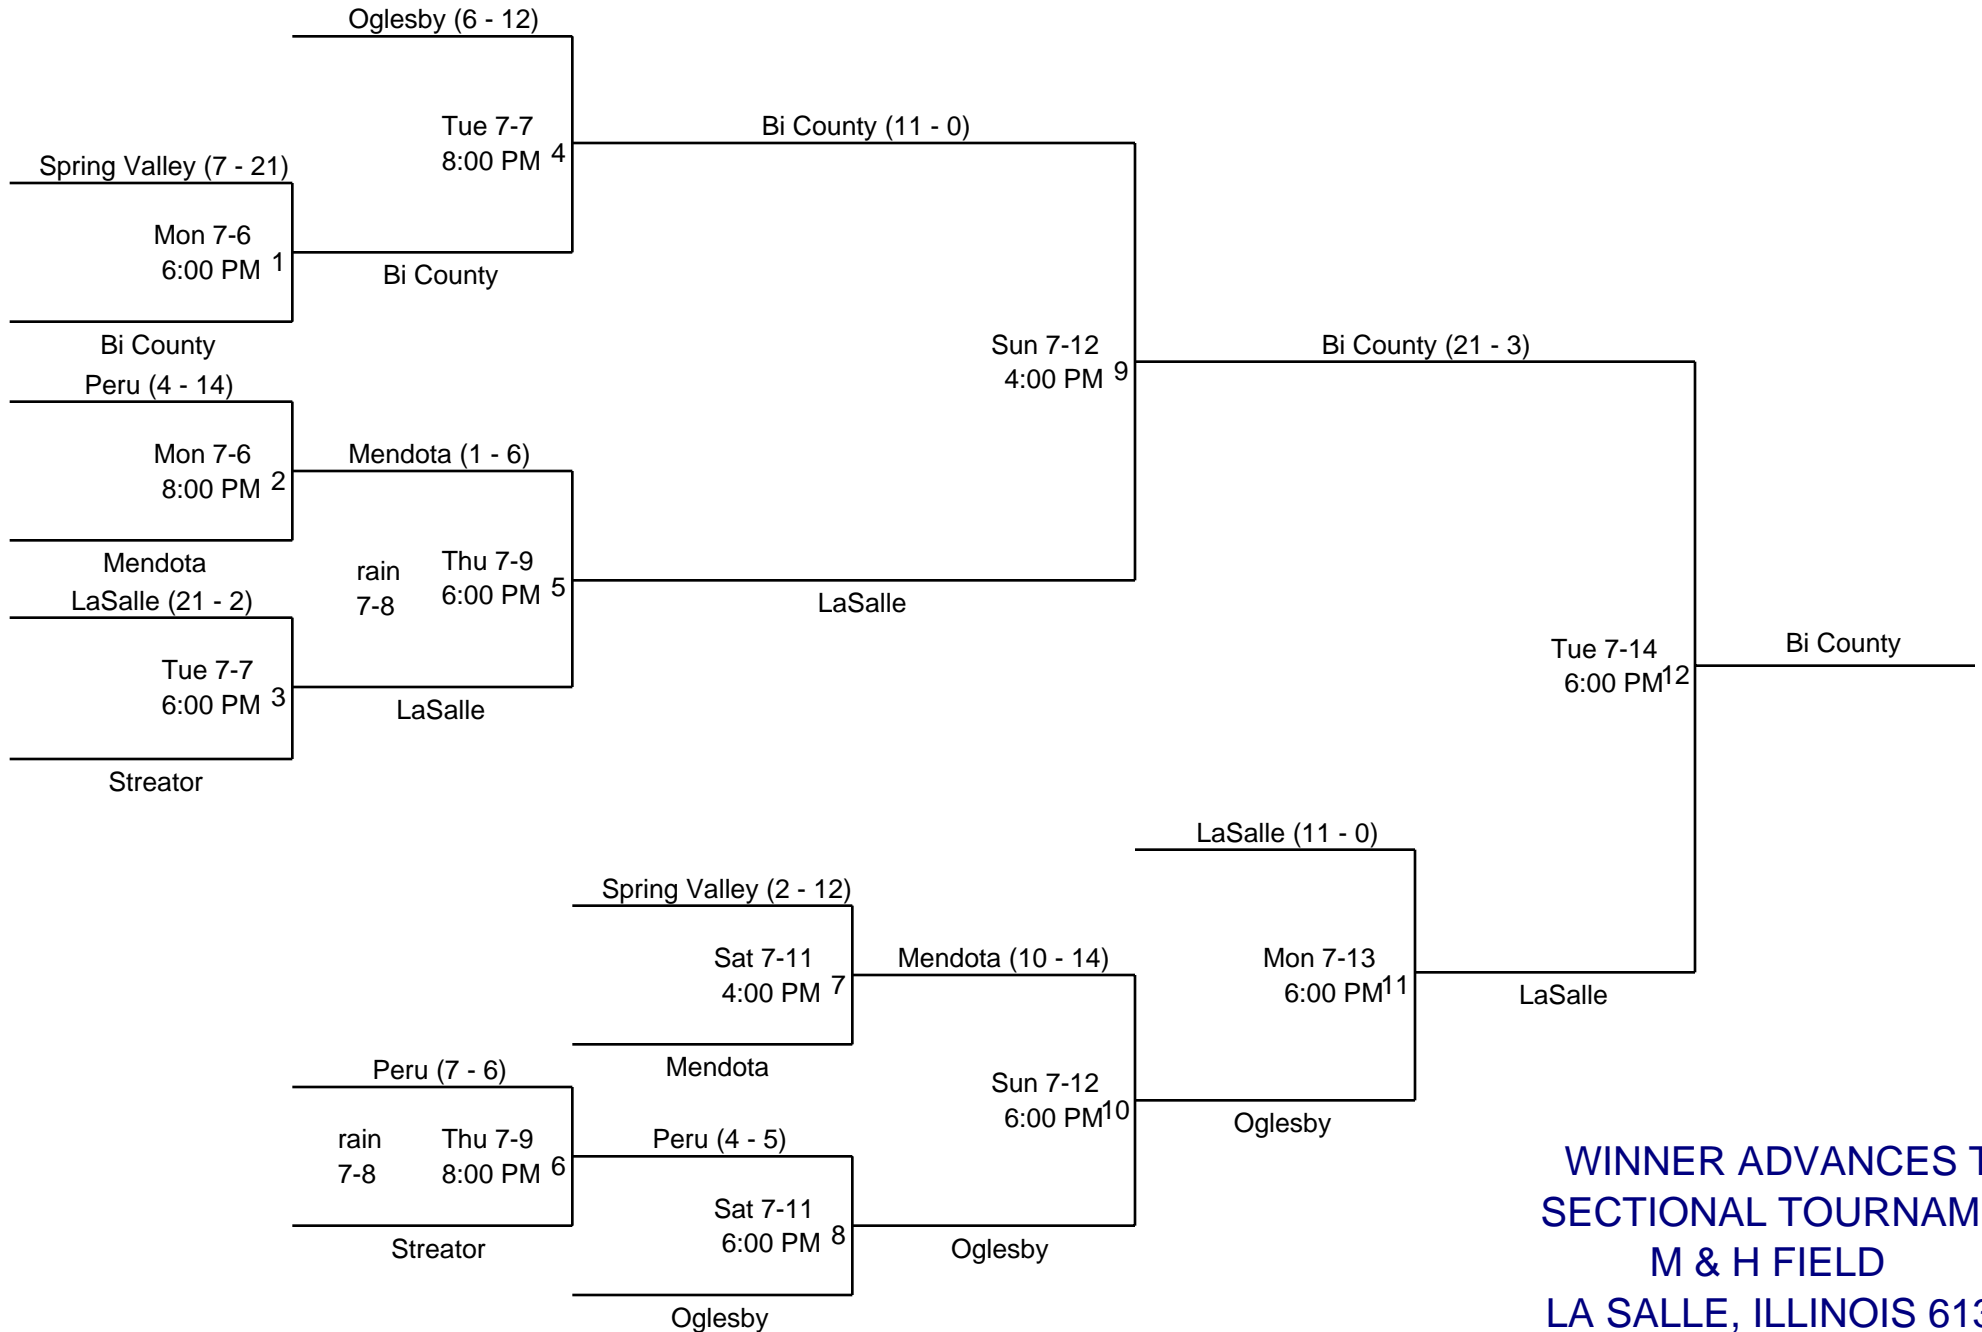 Oglesby (6 - 12)
Tue 7-7
8:00 PM 4
Bi County (11 - 0)
Spring Valley (7 - 21)
Mon 7-6
6:00 PM 1
Bi County
Bi County
Peru (4 - 14)
Sun 7-12
4:00 PM 9
Bi County (21 - 3)
Mon 7-6
8:00 PM 2
Mendota (1 - 6)
Mendota
rain
7-8
Thu 7-9
6:00 PM 5
LaSalle
LaSalle (21 - 2)
Tue 7-7
6:00 PM 3
LaSalle
Streator
Tue 7-14
6:00 PM 12
Bi County
LaSalle (11 - 0)
Spring Valley (2 - 12)
Sat 7-11
4:00 PM 7
Mendota (10 - 14)
Mendota
Mon 7-13
6:00 PM 11
LaSalle
Peru (7 - 6)
rain
7-8
Thu 7-9
8:00 PM 6
Streator
Sun 7-12
6:00 PM 10
Oglesby
Peru (4 - 5)
Sat 7-11
6:00 PM 8
Oglesby
Oglesby
WINNER ADVANCES T
SECTIONAL TOURNAM
M & H FIELD
LA SALLE, ILLINOIS 613